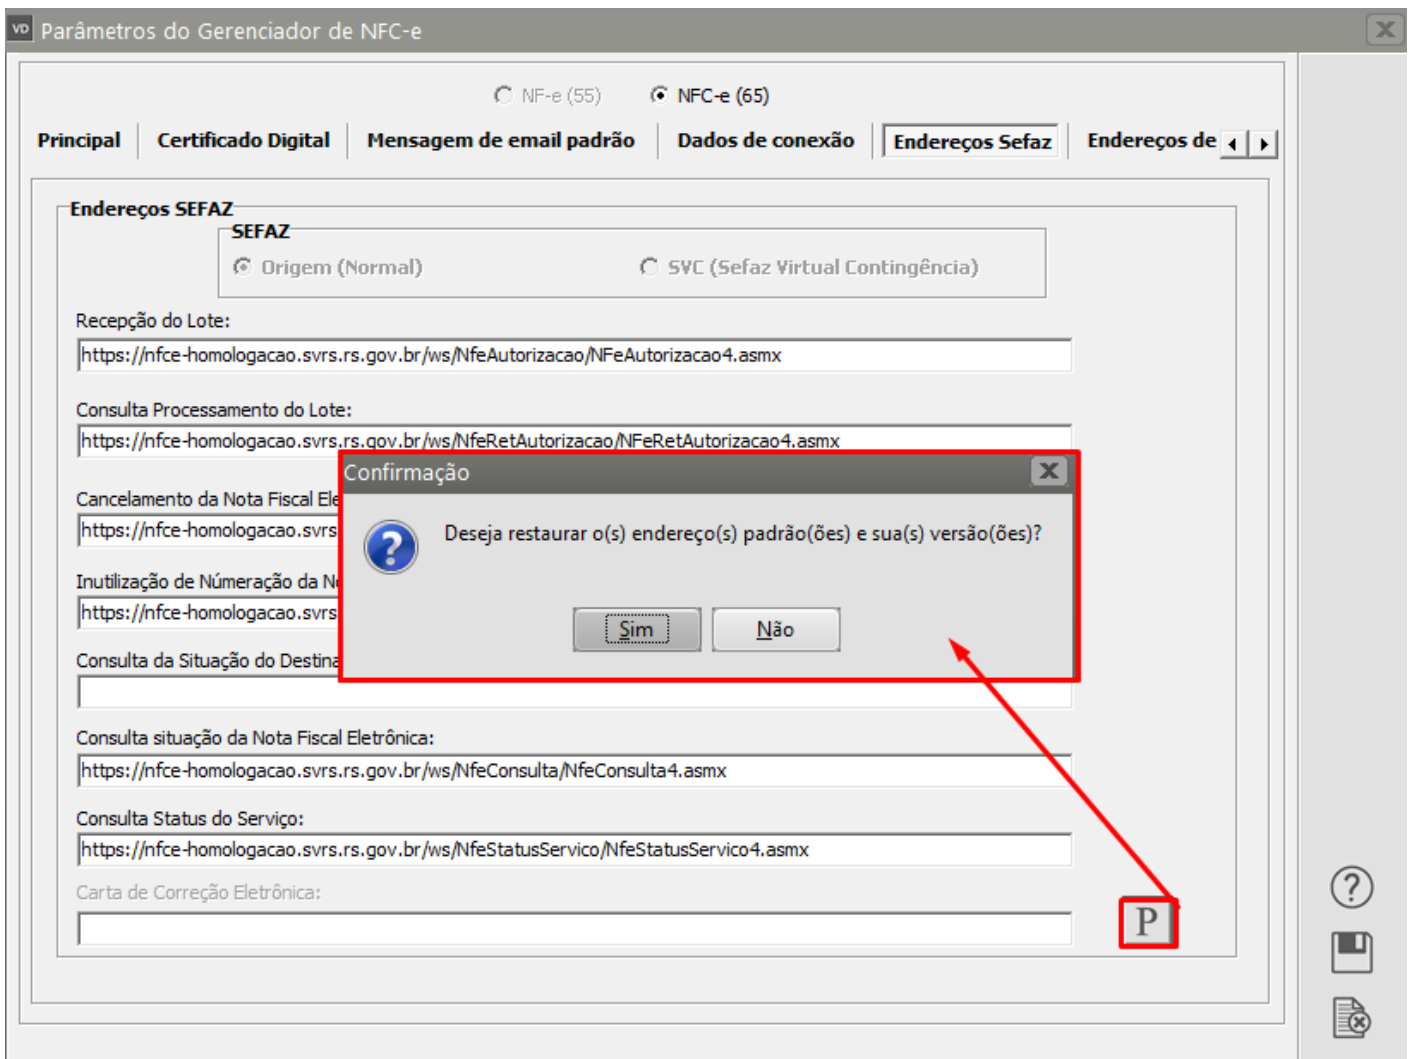 VD Parâmetros do Gerenciador de NFC-e
NF-e (55) NFC-e (65)
Principal Certificado Digital Mensagem de email padrão Dados de conexão Endereços Sefaz Endereços de
Endereços SEFAZ
SEFAZ
Origem (Normal) SVC (Sefaz Virtual Contingência)
Recepção do Lote:
https://nfce-homologacao.svrs.rs.gov.br/ws/NfeAutorizacao/NFeAutorizacao4.asmx
Consulta Processamento do Lote:
https://nfce-homologacao.svrs.rs.gov.br/ws/NfeRetAutorizacao/NFeRetAutorizacao4.asmx
Confirmação
Cancelamento da Nota Fiscal Ele
https://nfce-homologacao.svrs
Deseja restaurar o(s) endereço(s) padrão(ões) e sua(s) versão(ões)?
Inutilização de Númeração da N
https://nfce-homologacao.svrs
Sim Não
Consulta da Situação do Destina
Consulta situação da Nota Fiscal Eletrônica:
https://nfce-homologacao.svrs.rs.gov.br/ws/NfeConsulta/NfeConsulta4.asmx
Consulta Status do Serviço:
https://nfce-homologacao.svrs.rs.gov.br/ws/NfeStatusServico/NfeStatusServico4.asmx
Carta de Correção Eletrônica:
P